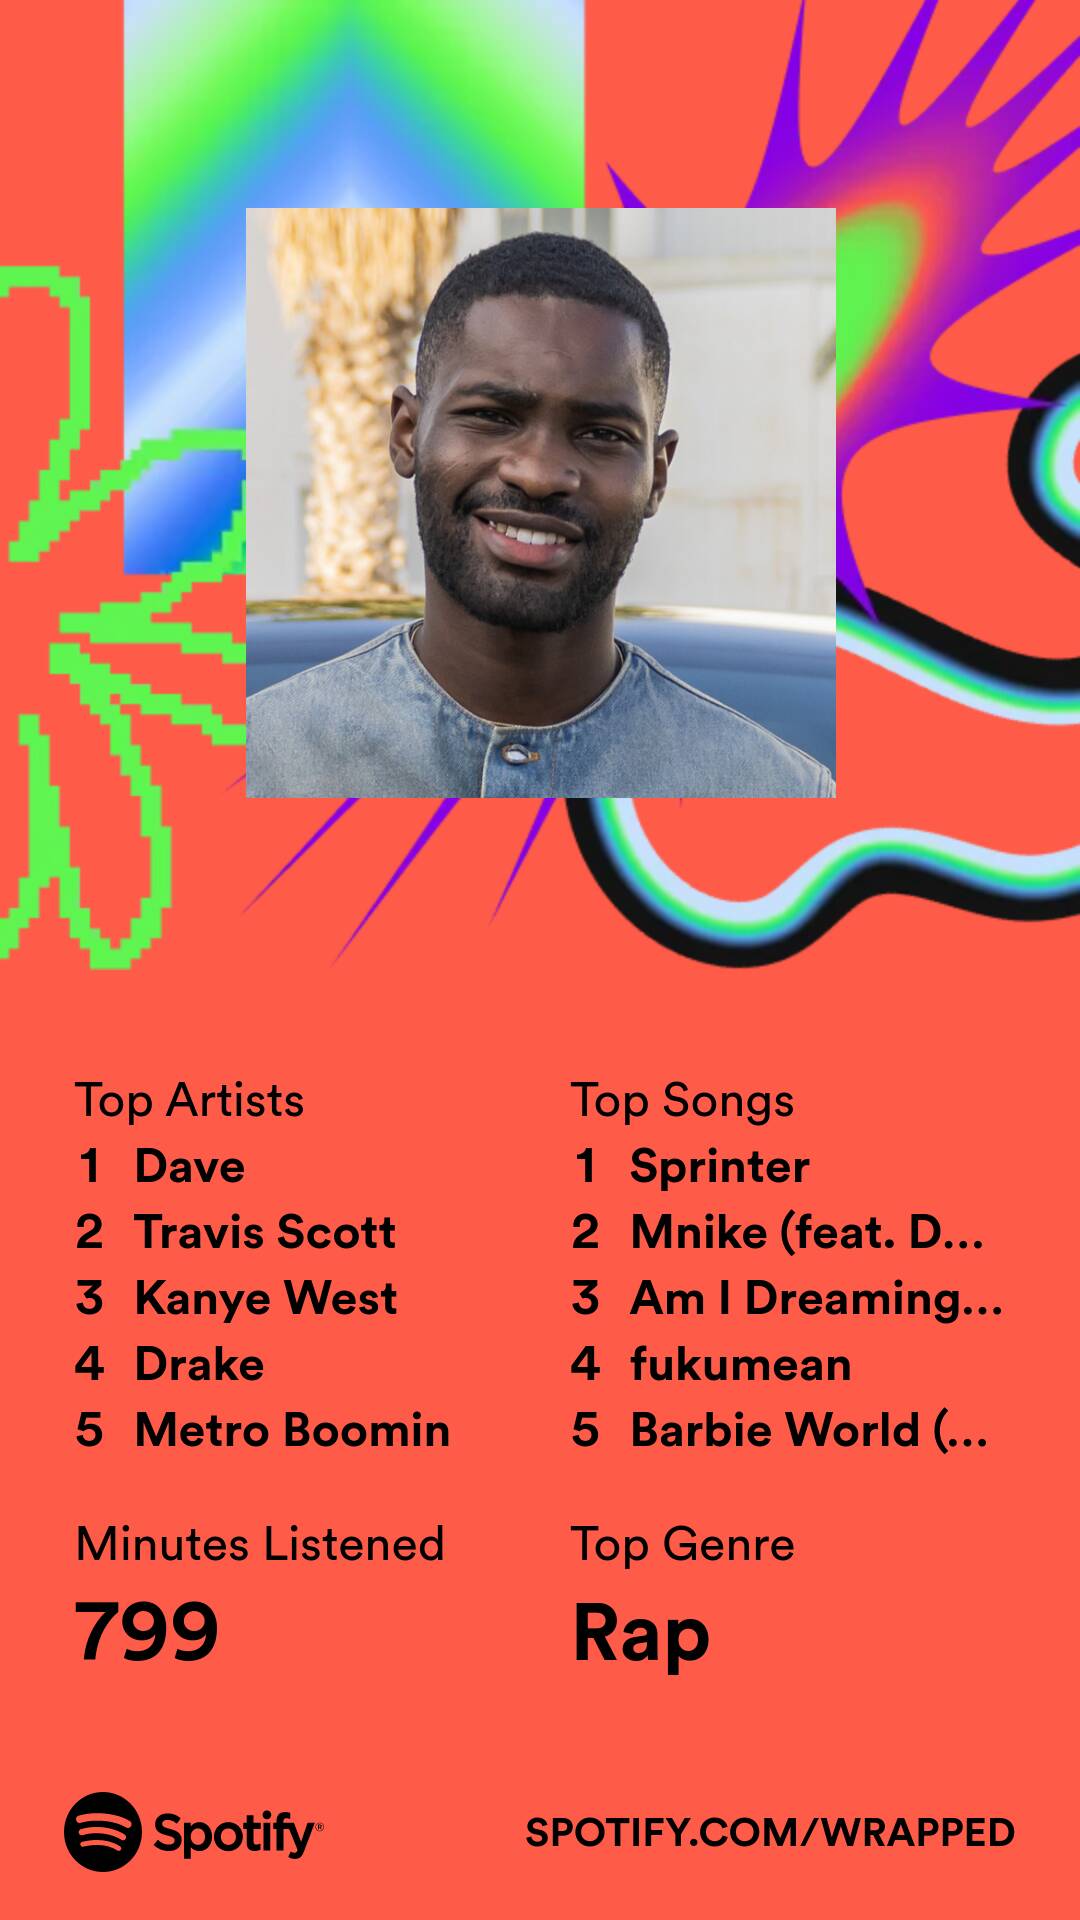 Top Artists
1 Dave
2 Travis Scott
3 Kanye West
4 Drake
5 Metro Boomin
Top Songs
1 Sprinter
2 Mnike (feat. D...
3 Am I Dreaming...
4 fukumean
5 Barbie World (...
Minutes Listened
799
Top Genre
Rap
Spotify®
SPOTIFY.COM/WRAPPED